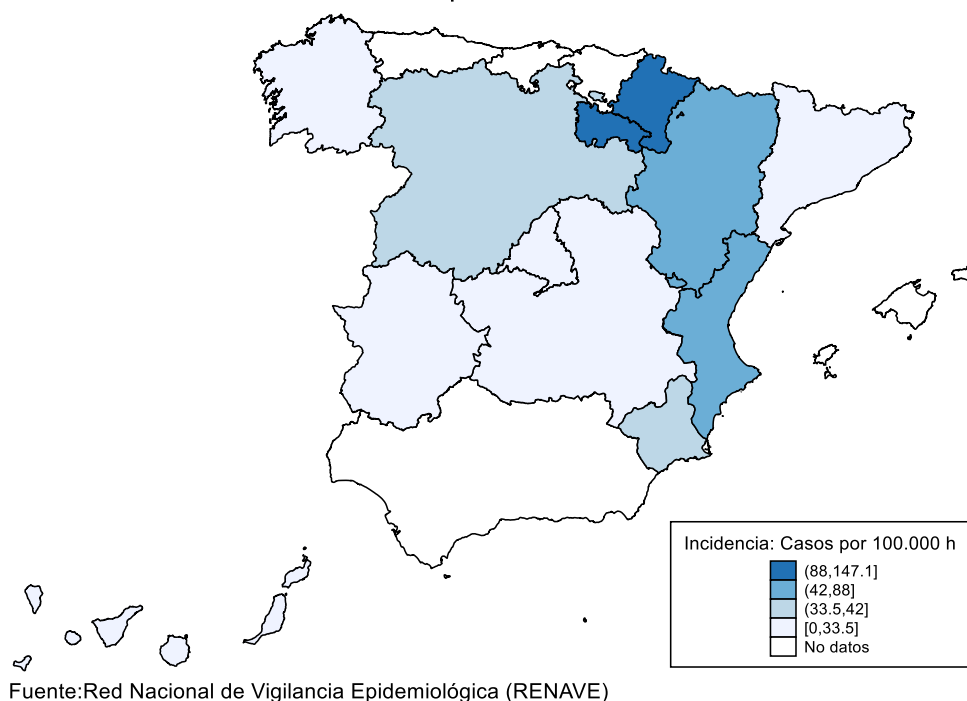 Incidencia: Casos por 100.000 h
(88,147.1]
(42,88]
(33.5,42]
[0,33.5]
No datos
Fuente:Red Nacional de Vigilancia Epidemiológica (RENAVE)